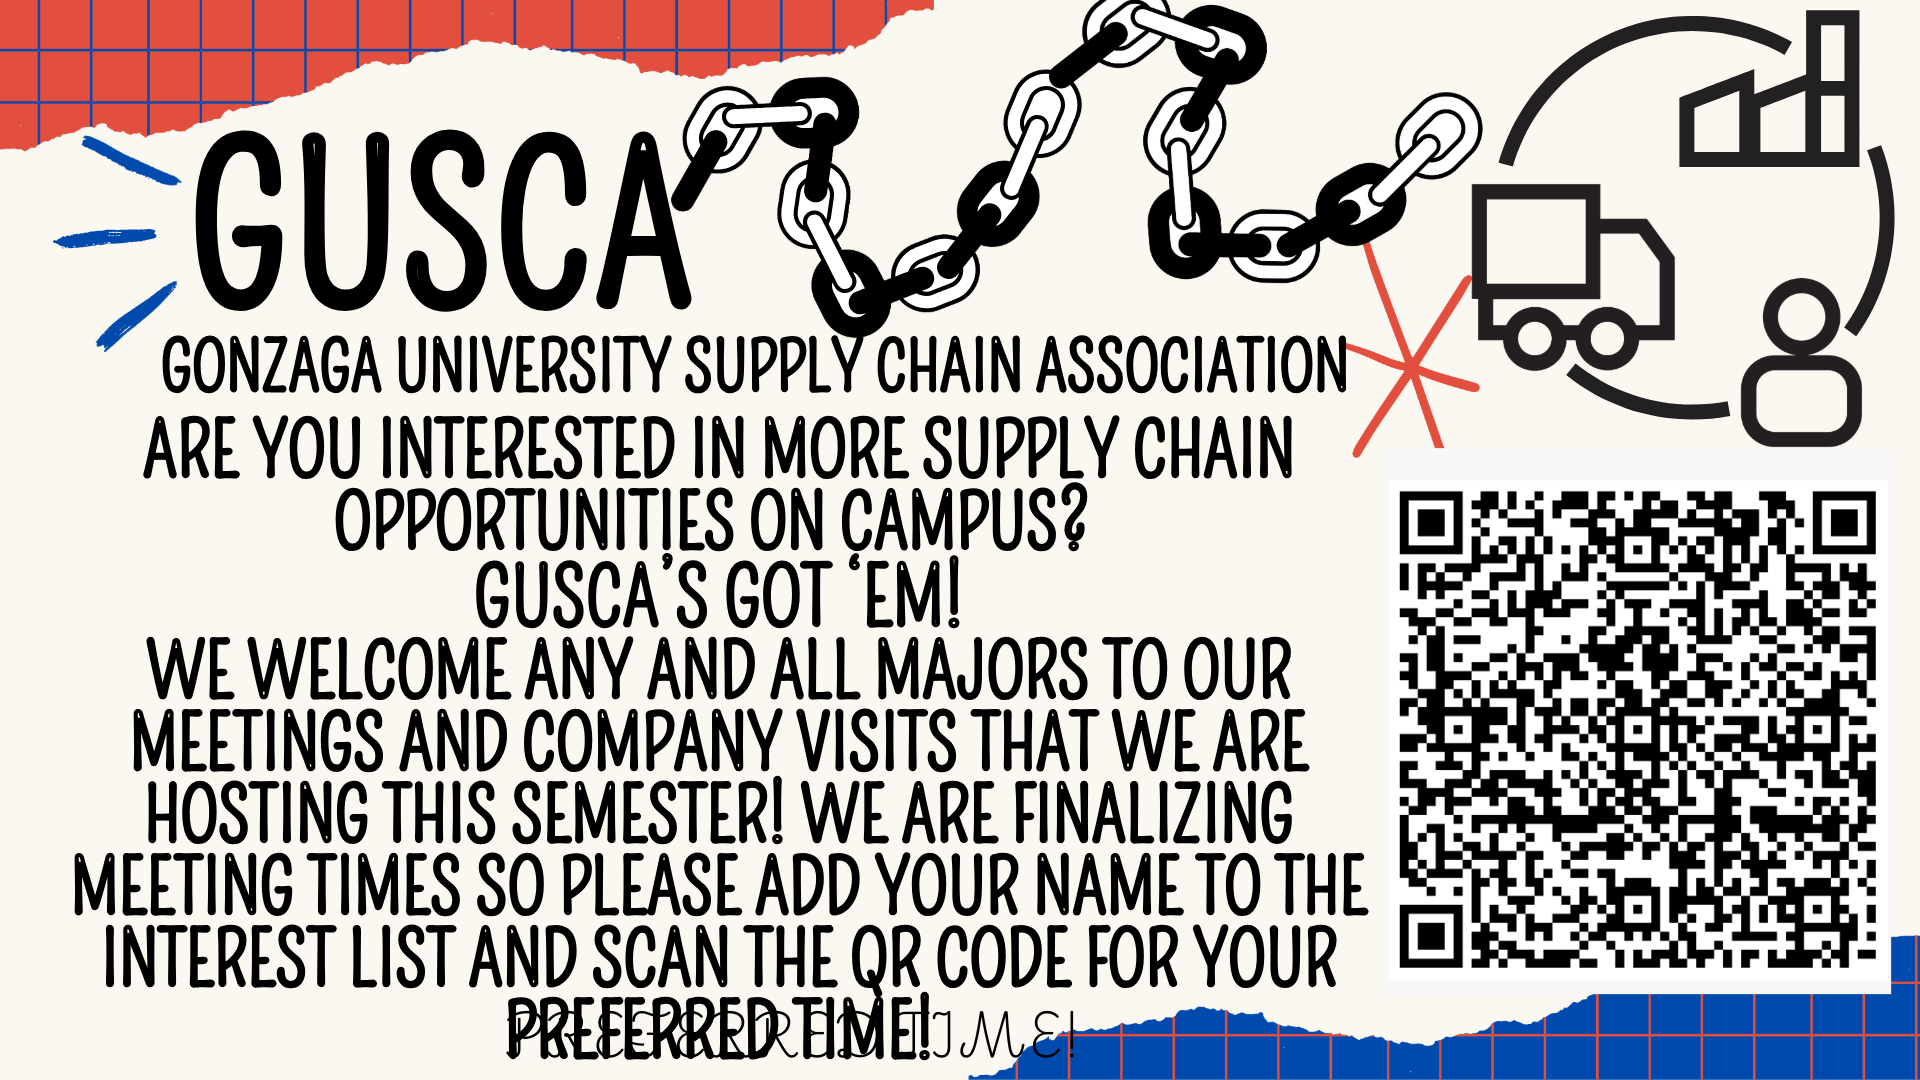 GUSCA
GONZAGA UNIVERSITY SUPPLY CHAIN ASSOCIATION
ARE YOU INTERESTED IN MORE SUPPLY CHAIN
OPPORTUNITIES ON CAMPUS?
GUSCA'S GOT 'EM!
WE WELCOME ANY AND ALL MAJORS TO OUR
MEETINGS AND COMPANY VISITS THAT WE ARE
HOSTING THIS SEMESTER! WE ARE FINALIZING
MEETING TIMES SO PLEASE ADD YOUR NAME TO THE
INTEREST LIST AND SCAN THE QR CODE FOR YOUR
PREFERRED TIME!
PREFERRED TIME!